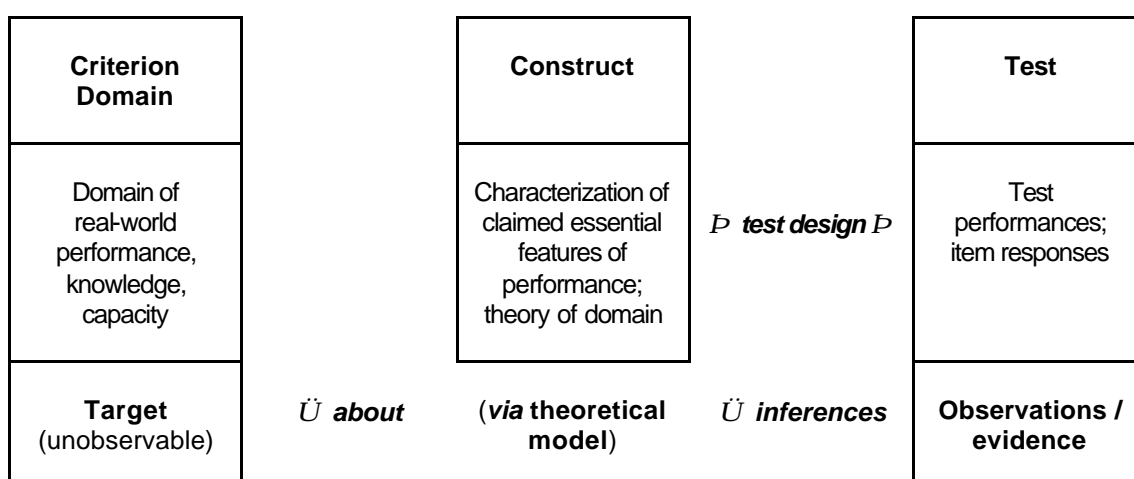 Criterion
Domain
Construct
Test
Domain of
real-world
performance,
knowledge,
capacity
Characterization of
claimed essential
features of
performance;
theory of domain
Þ test design Þ
Test
performances;
item responses
Target
(unobservable)
Ü about
(via theoretical
model)
Ü inferences
Observations /
evidence